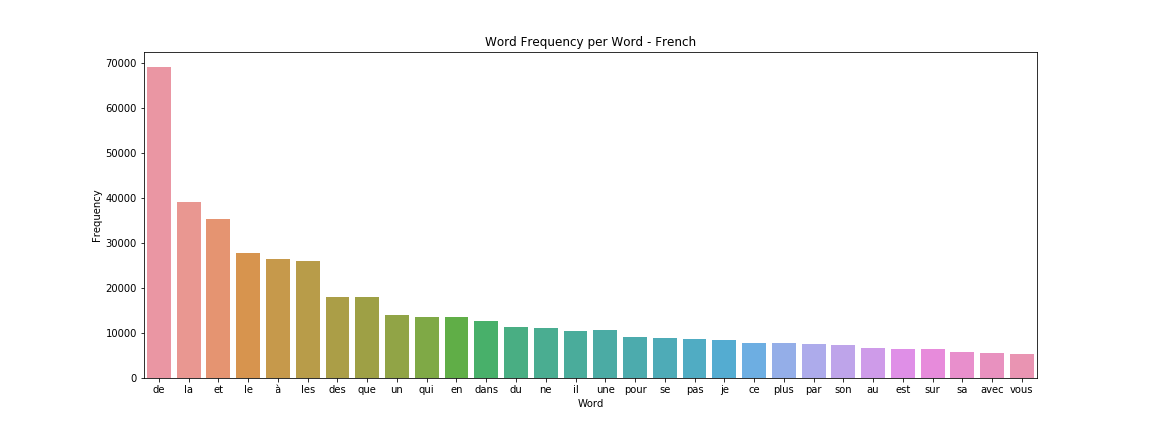 Word Frequency per Word - French
70000
60000
50000
40000
30000
20000
10000
0
Frequency
de la et le à les des que un qui en dans du ne il une pour se pas je ce plus par son au est sur sa avec vous
Word